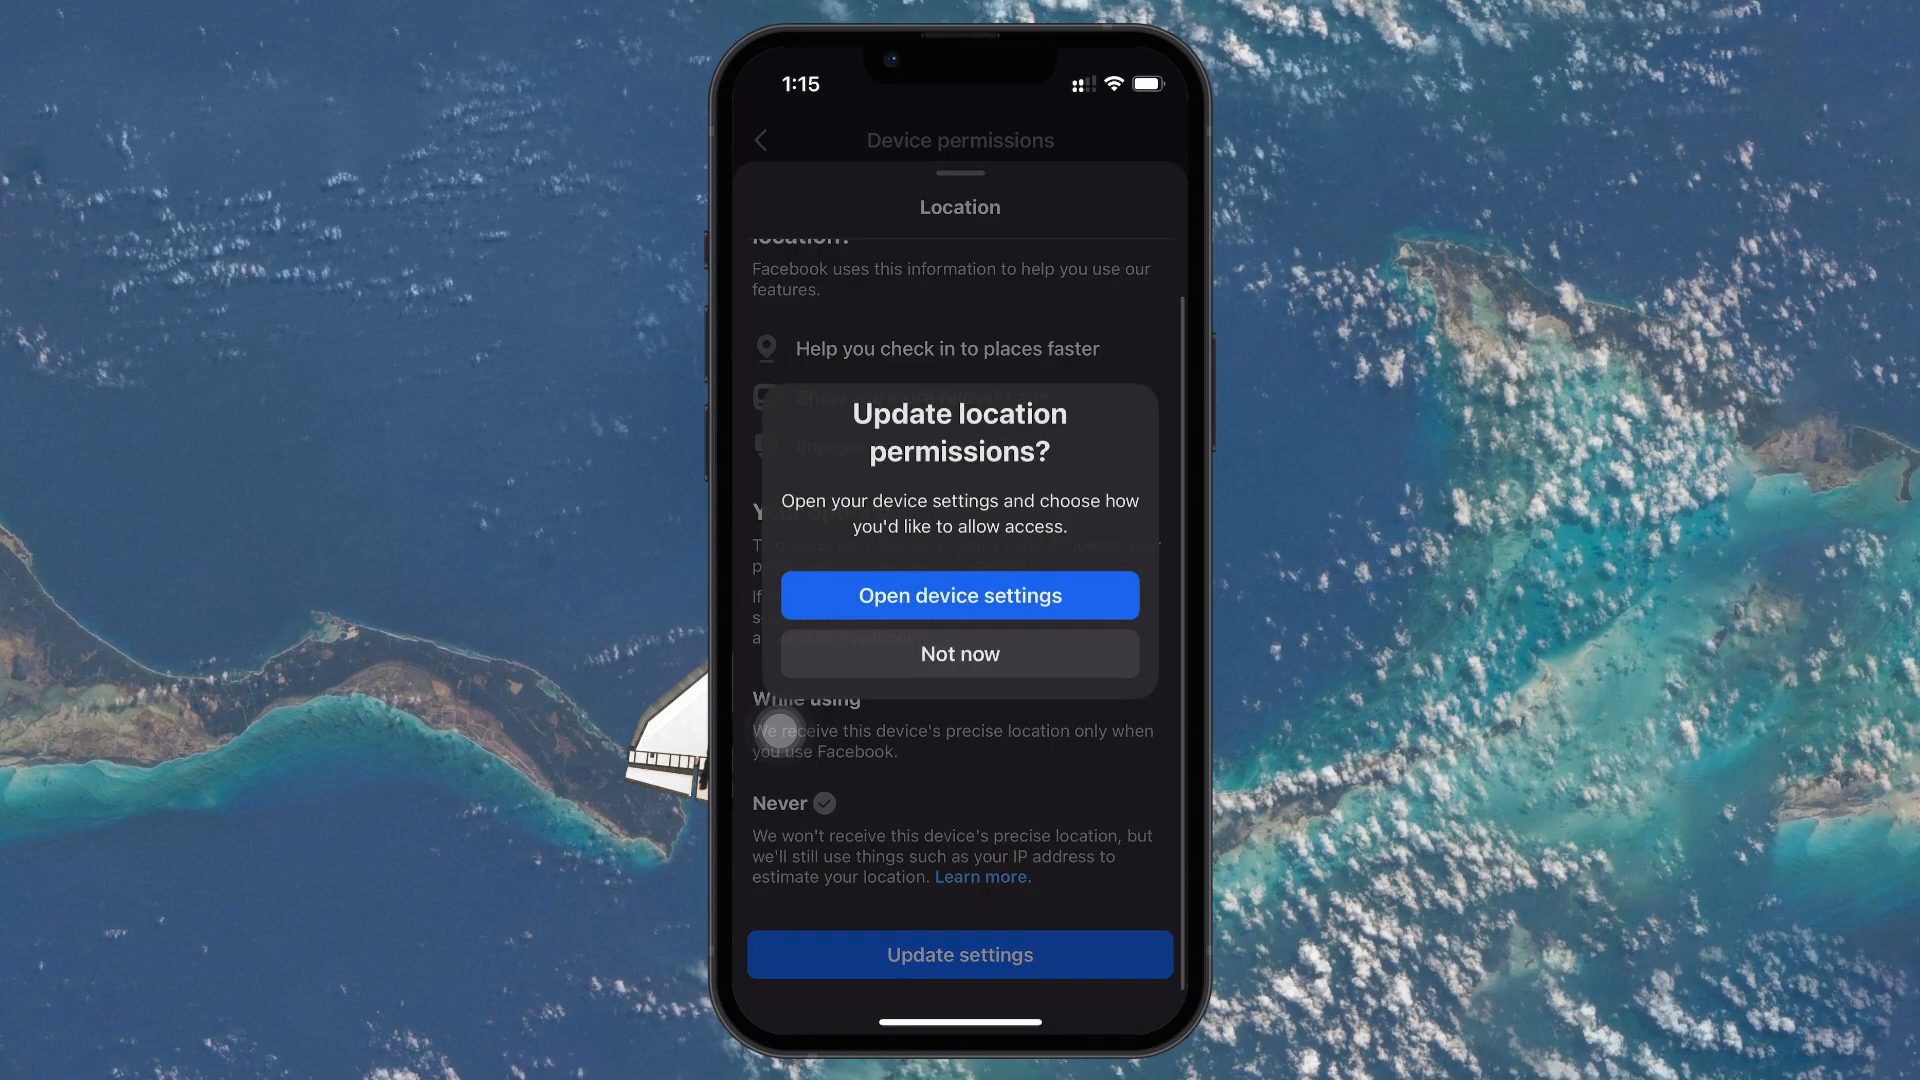 1:15
Device permissions
Location
location?
Facebook uses this information to help you use our
features.
Help you check in to places faster
Update location
permissions?
Open your device settings and choose how
you'd like to allow access.
Open device settings
Not now
While using
We receive this device's precise location only when
you use Facebook.
Never
We won't receive this device's precise location, but
we'll still use things such as your IP address to
estimate your location. Learn more.
Update settings